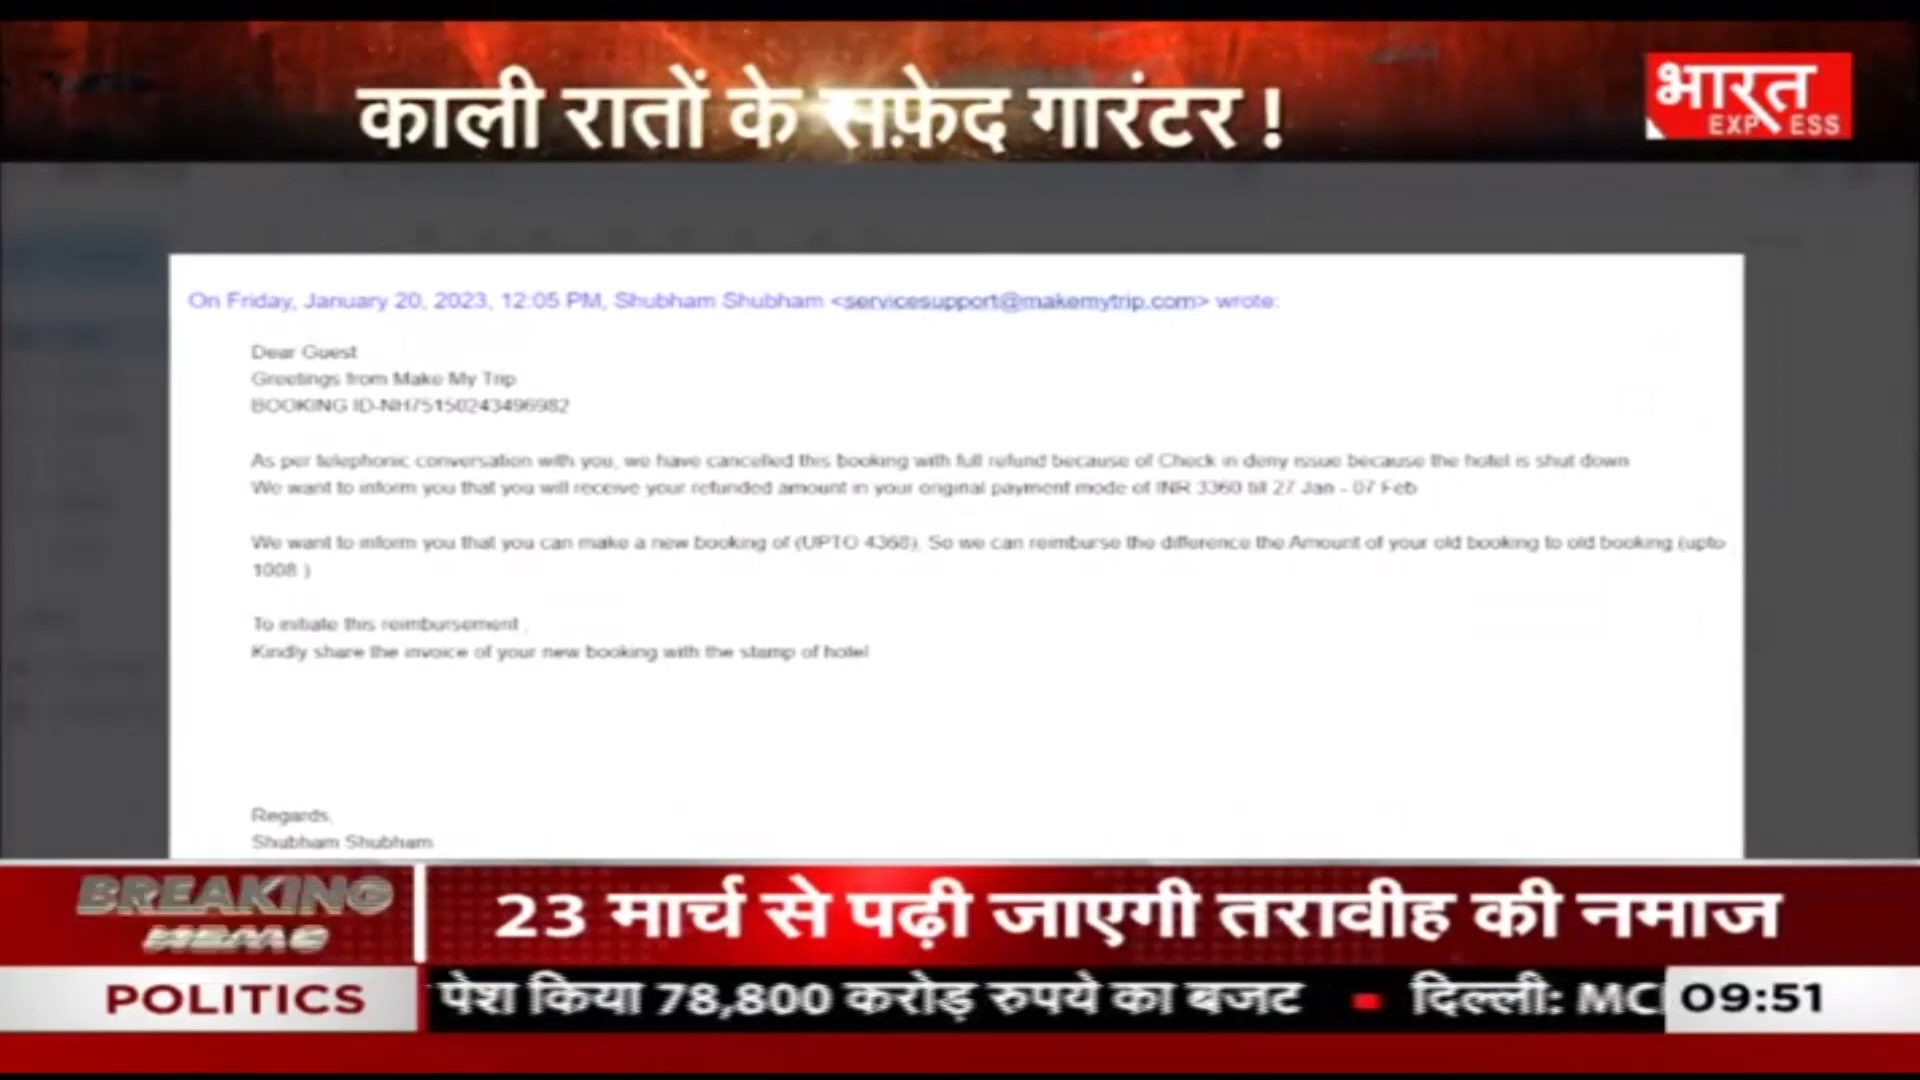 काली रातों के सफ़ेद गारंटर !
भारत
EXPRESS
On Friday, January 20, 2023, 12:05 PM, Shubham Shubham <servicesupport@makemytrip.com> wrote:
Dear Guest
Greetings from Make My Trip
BOOKING ID-NH75150243496982
As per telephonic conversation with you, we have cancelled this booking with full refund because of Check in deny issue because the hotel is shut down
We want to inform you that you will receive your refunded amount in your original payment mode of INR 3360 till 27 Jan - 07 Feb
We want to inform you that you can make a new booking of (UPTO 4368), So we can reimburse the difference the Amount of your old booking to old booking (upto
1008 )
To initiate this reimbursement ,
Kindly share the invoice of your new booking with the stamp of hotel
Regards,
Shubham Shubham
BREAKING
23 मार्च से पढ़ी जाएगी तरावीह की नमाज
POLITICS
पेश किया 78,800 करोड़ रुपये का बजट ▪ दिल्ली: MC
09:51